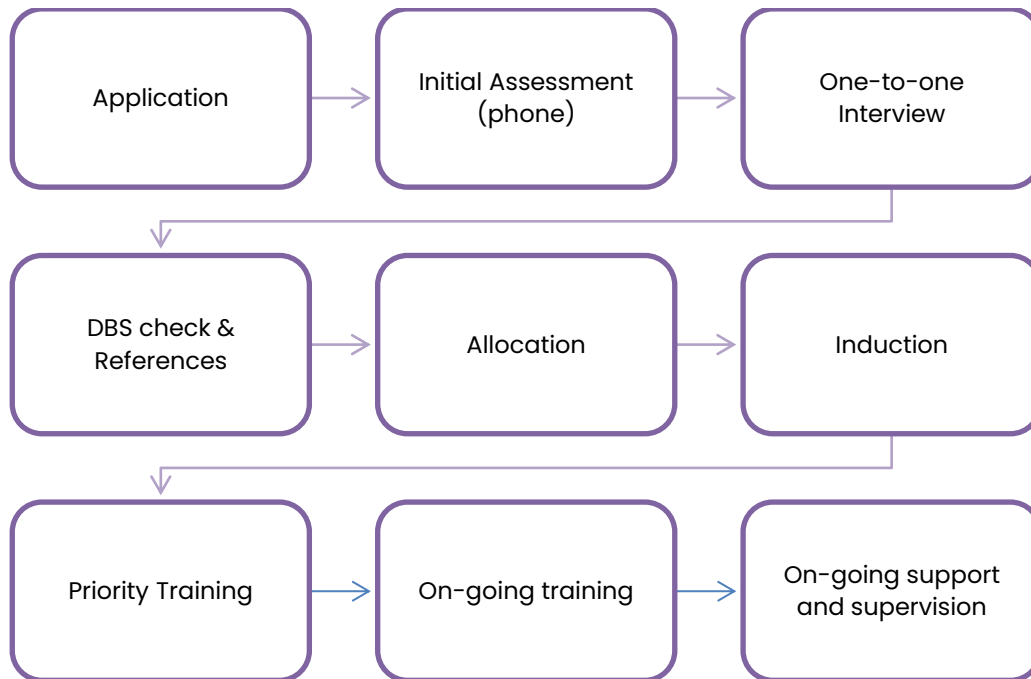 Application
Initial Assessment
(phone)
One-to-one
Interview
DBS check &
References
Allocation
Induction
Priority Training
On-going training
On-going support
and supervision